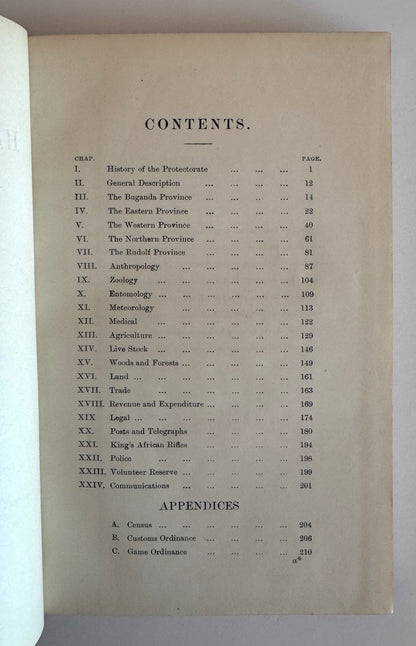 CONTENTS.
CHAP. PAGE.
I. History of the Protectorate ... ... ... 1
II. General Description ... ... ... ... 12
III. The Buganda Province ... ... ... ... 14
IV. The Eastern Province ... ... ... ... 22
V. The Western Province ... ... ... ... 40
VI. The Northern Province ... ... ... ... 61
VII. The Rudolf Province ... ... ... ... 81
VIII. Anthropology ... ... ... ... ... 87
IX. Zoology ... ... ... ... ... ... 104
X. Entomology ... ... ... ... ... ... 109
XI. Meteorology ... ... ... ... ... 113
XII. Medical ... ... ... ... ... ... 122
XIII. Agriculture ... ... ... ... ... ... 129
XIV. Live Stock ... ... ... ... ... ... 146
XV. Woods and Forests ... ... ... ... ... 149
XVI. Land ... ... ... ... ... ... ... 161
XVII. Trade ... ... ... ... ... ... 163
XVIII. Revenue and Expenditure ... ... ... ... 169
XIX Legal ... ... ... ... ... ... ... 174
XX. Posts and Telegraphs ... ... ... ... 180
XXI. King's African Rifles ... ... ... ... 194
XXII. Police ... ... ... ... ... ... 198
XXIII. Volunteer Reserve ... ... ... ... ... 199
XXIV. Communications ... ... ... ... ... 201
APPENDICES
A. Census ... ... ... ... ... ... 204
B. Customs Ordinance ... ... ... ... 206
C. Game Ordinance ... ... ... ... 210
a*